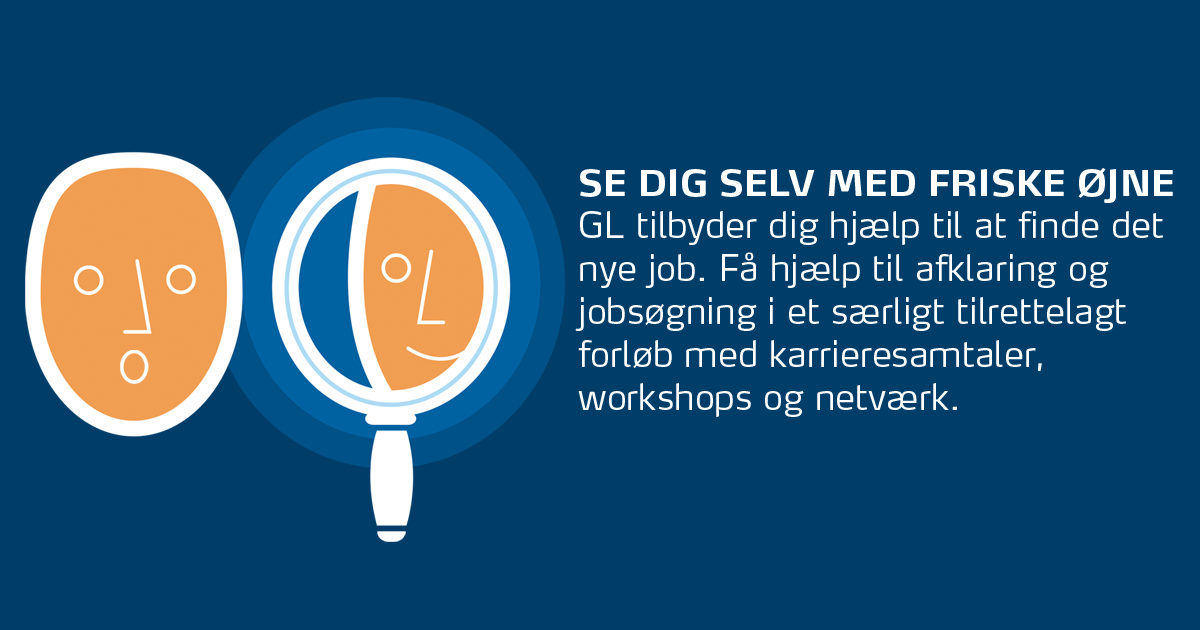 SE DIG SELV MED FRISKE ØJNE
GL tilbyder dig hjælp til at finde det
nye job. Få hjælp til afklaring og
jobsøgning i et særligt tilrettelagt
forløb med karrieresamtaler,
workshops og netværk.